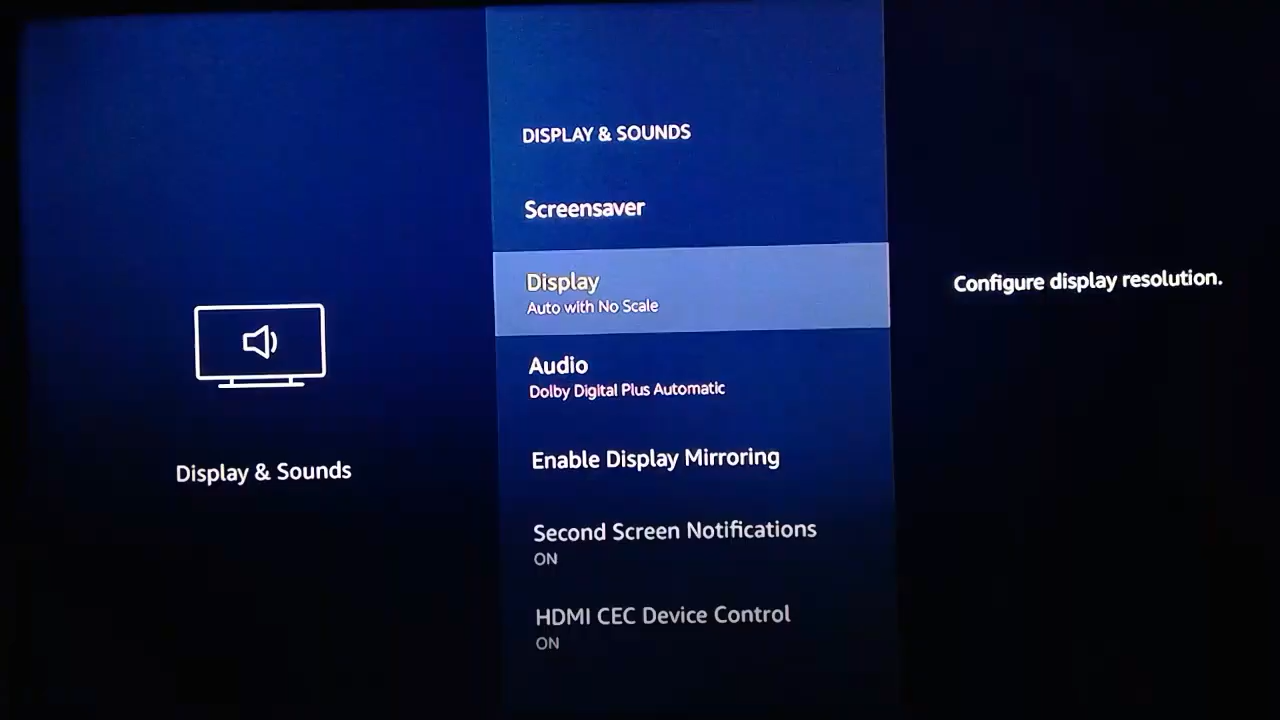 DISPLAY & SOUNDS
Screensaver
Display
Auto with No Scale
Configure display resolution.
Audio
Dolby Digital Plus Automatic
Enable Display Mirroring
Display & Sounds
Second Screen Notifications
ON
HDMI CEC Device Control
ON